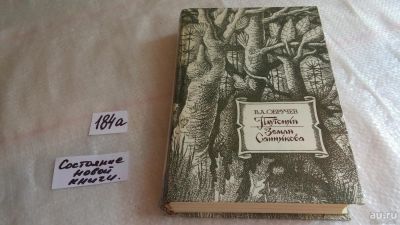 184а
Состояние
новой
книги.
В.А.ОБРУЧЕВ
Плутония
Земля
Санникова
au.ru